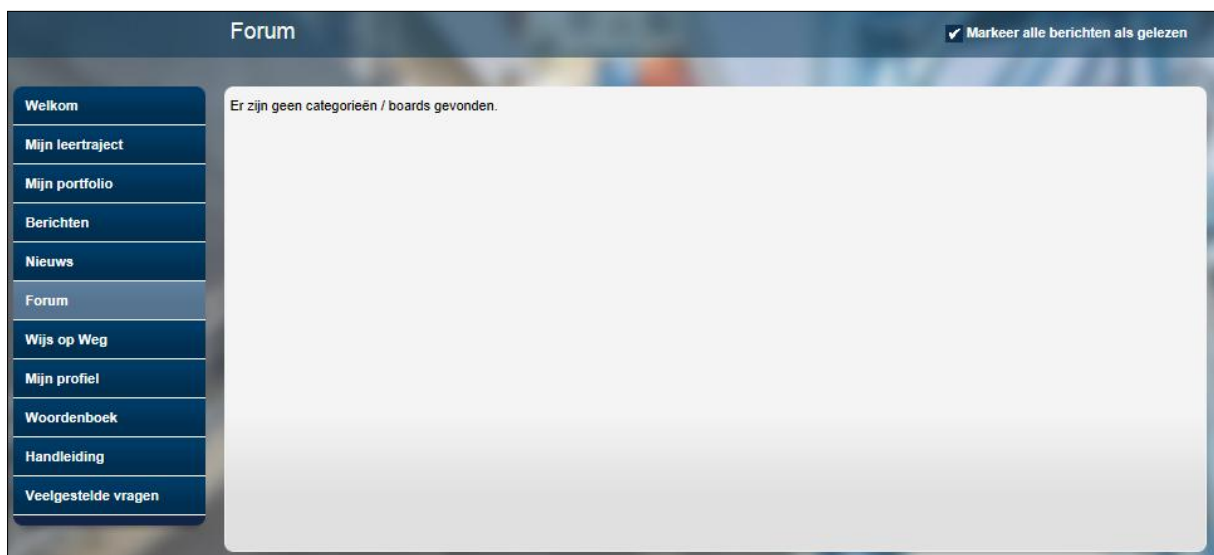 Forum
Markeer alle berichten als gelezen
Welkom
Mijn leertraject
Mijn portfolio
Berichten
Nieuws
Forum
Wijs op Weg
Mijn profiel
Woordenboek
Handleiding
Veelgestelde vragen
Er zijn geen categorieën / boards gevonden.